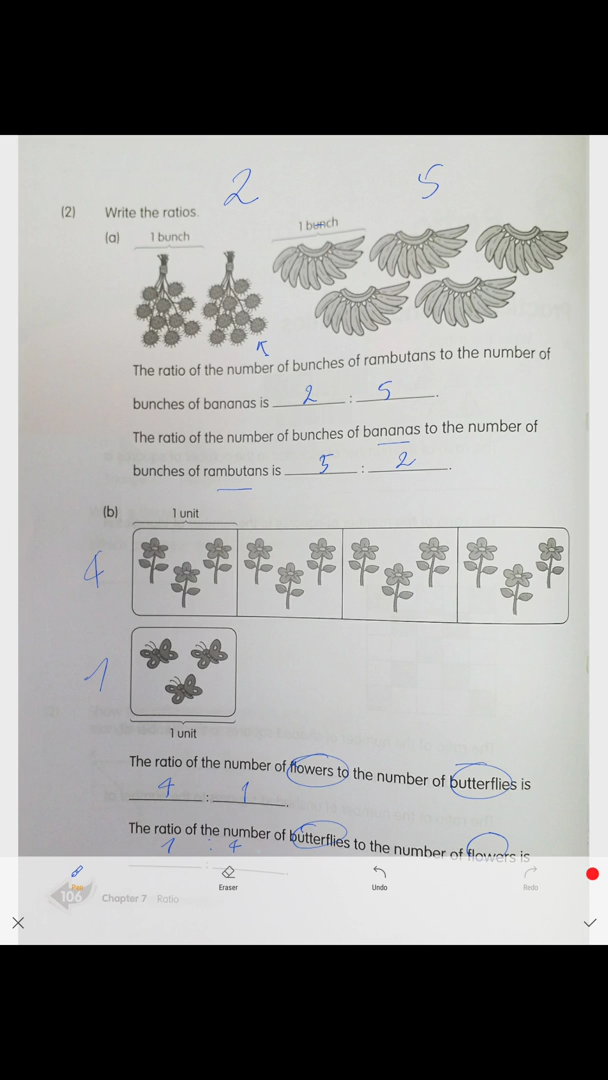 2 5
(2) Write the ratios.
(a) 1 bunch 1 bunch
The ratio of the number of bunches of rambutans to the number of
bunches of bananas is 2 : 5.
The ratio of the number of bunches of bananas to the number of
bunches of rambutans is 5 : 2.
(b) 1 unit
4
1
1 unit
The ratio of the number of flowers to the number of butterflies is
4 : 1.
The ratio of the number of butterflies to the number of flowers is
1 : 4
Pen Eraser Undo Redo
106 Chapter 7 Ratio